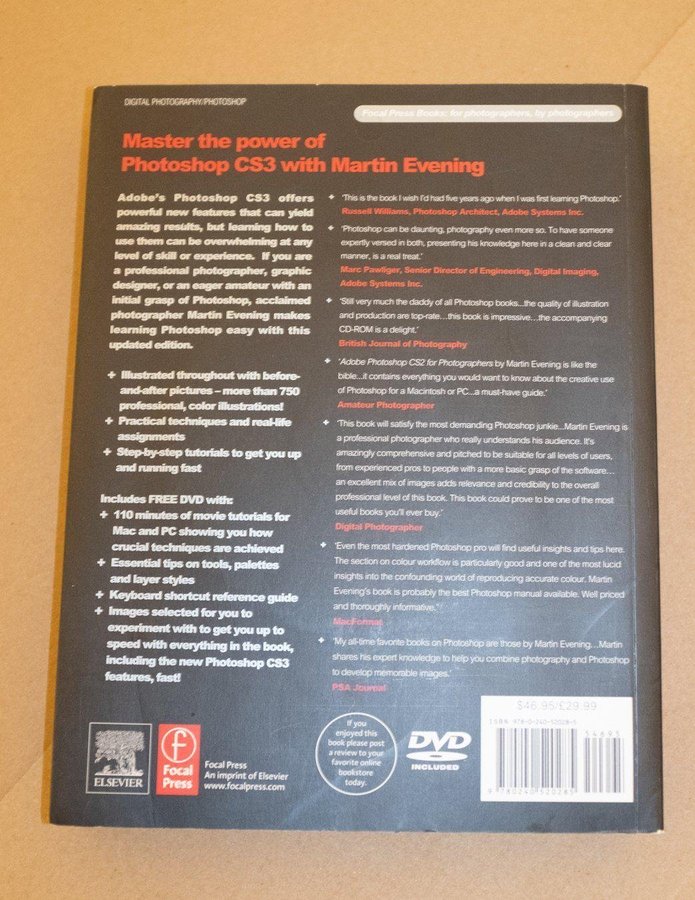 DIGITAL PHOTOGRAPHY/PHOTOSHOP
Focal Press Books: for photographers, by photographers
Master the power of
Photoshop CS3 with Martin Evening
Adobe's Photoshop CS3 offers
powerful new features that can yield
amazing results, but learning how to
use them can be overwhelming at any
level of skill or experience. If you are
a professional photographer, graphic
designer, or an eager amateur with an
initial grasp of Photoshop, acclaimed
photographer Martin Evening makes
learning Photoshop easy with this
updated edition.
+ Illustrated throughout with before-
and-after pictures – more than 750
professional, color illustrations!
+ Practical techniques and real-life
assignments
+ Step-by-step tutorials to get you up
and running fast
Includes FREE DVD with:
+ 110 minutes of movie tutorials for
Mac and PC showing you how
crucial techniques are achieved
+ Essential tips on tools, palettes
and layer styles
+ Keyboard shortcut reference guide
+ Images selected for you to
experiment with to get you up to
speed with everything in the book,
including the new Photoshop CS3
features, fast!
+ 'This is the book I wish I'd had five years ago when I was first learning Photoshop.'
Russell Williams, Photoshop Architect, Adobe Systems Inc.
+ 'Photoshop can be daunting, photography even more so. To have someone
expertly versed in both, presenting his knowledge here in a clean and clear
manner, is a real treat.'
Marc Pawliger, Senior Director of Engineering, Digital Imaging,
Adobe Systems Inc.
+ 'Still very much the daddy of all Photoshop books...the quality of illustration
and production are top-rate...this book is impressive...the accompanying
CD-ROM is a delight.'
British Journal of Photography
+ 'Adobe Photoshop CS2 for Photographers by Martin Evening is like the
bible...it contains everything you would want to know about the creative use
of Photoshop for a Macintosh or PC...a must-have guide.'
Amateur Photographer
+ 'This book will satisfy the most demanding Photoshop junkie...Martin Evening is
a professional photographer who really understands his audience. It's
amazingly comprehensive and pitched to be suitable for all levels of users,
from experienced pros to people with a more basic grasp of the software...
an excellent mix of images adds relevance and credibility to the overall
professional level of this book. This book could prove to be one of the most
useful books you'll ever buy.'
Digital Photographer
+ 'Even the most hardened Photoshop pro will find useful insights and tips here.
The section on colour workflow is particularly good and one of the most lucid
insights into the confounding world of reproducing accurate colour. Martin
Evening's book is probably the best Photoshop manual available. Well priced
and thoroughly informative.'
MacFormat
+ 'My all-time favorite books on Photoshop are those by Martin Evening...Martin
shares his expert knowledge to help you combine photography and Photoshop
to develop memorable images.'
PSA Journal
ELSEVIER
Focal
Press
Focal Press
An imprint of Elsevier
www.focalpress.com
If you
enjoyed this
book please post
a review to your
favorite online
bookstore
today.
DVD
INCLUDED
$46.95/£29.99
ISBN 978-0-240-52028-5
54695
9 780240 520285